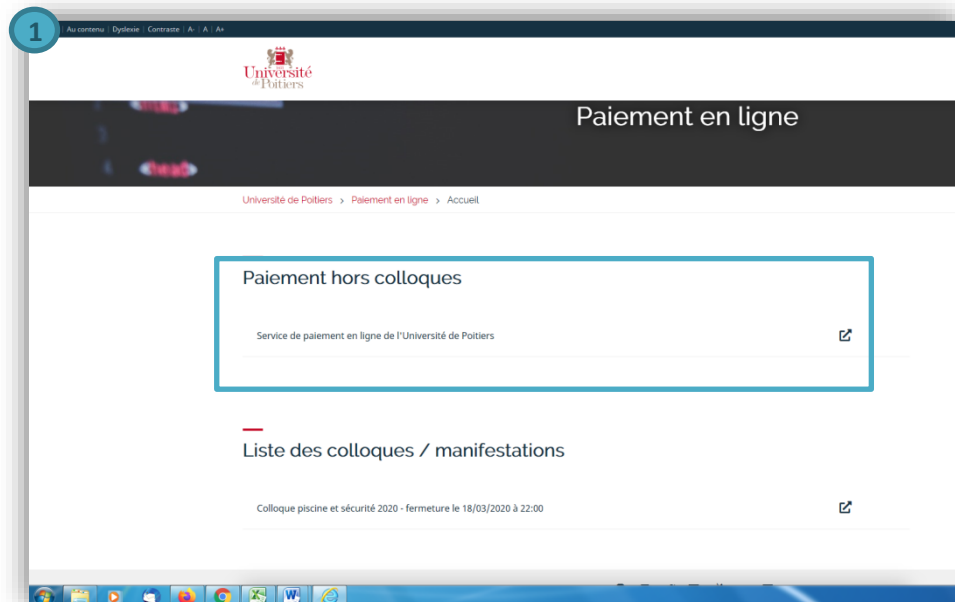 1
Au contenu | Dyslexie | Contraste | A- | A | A+
Université
de Poitiers
Paiement en ligne
Université de Poitiers > Paiement en ligne > Accueil
Paiement hors colloques
Service de paiement en ligne de l'Université de Poitiers
Liste des colloques / manifestations
Colloque piscine et sécurité 2020 - fermeture le 18/03/2020 à 22:00